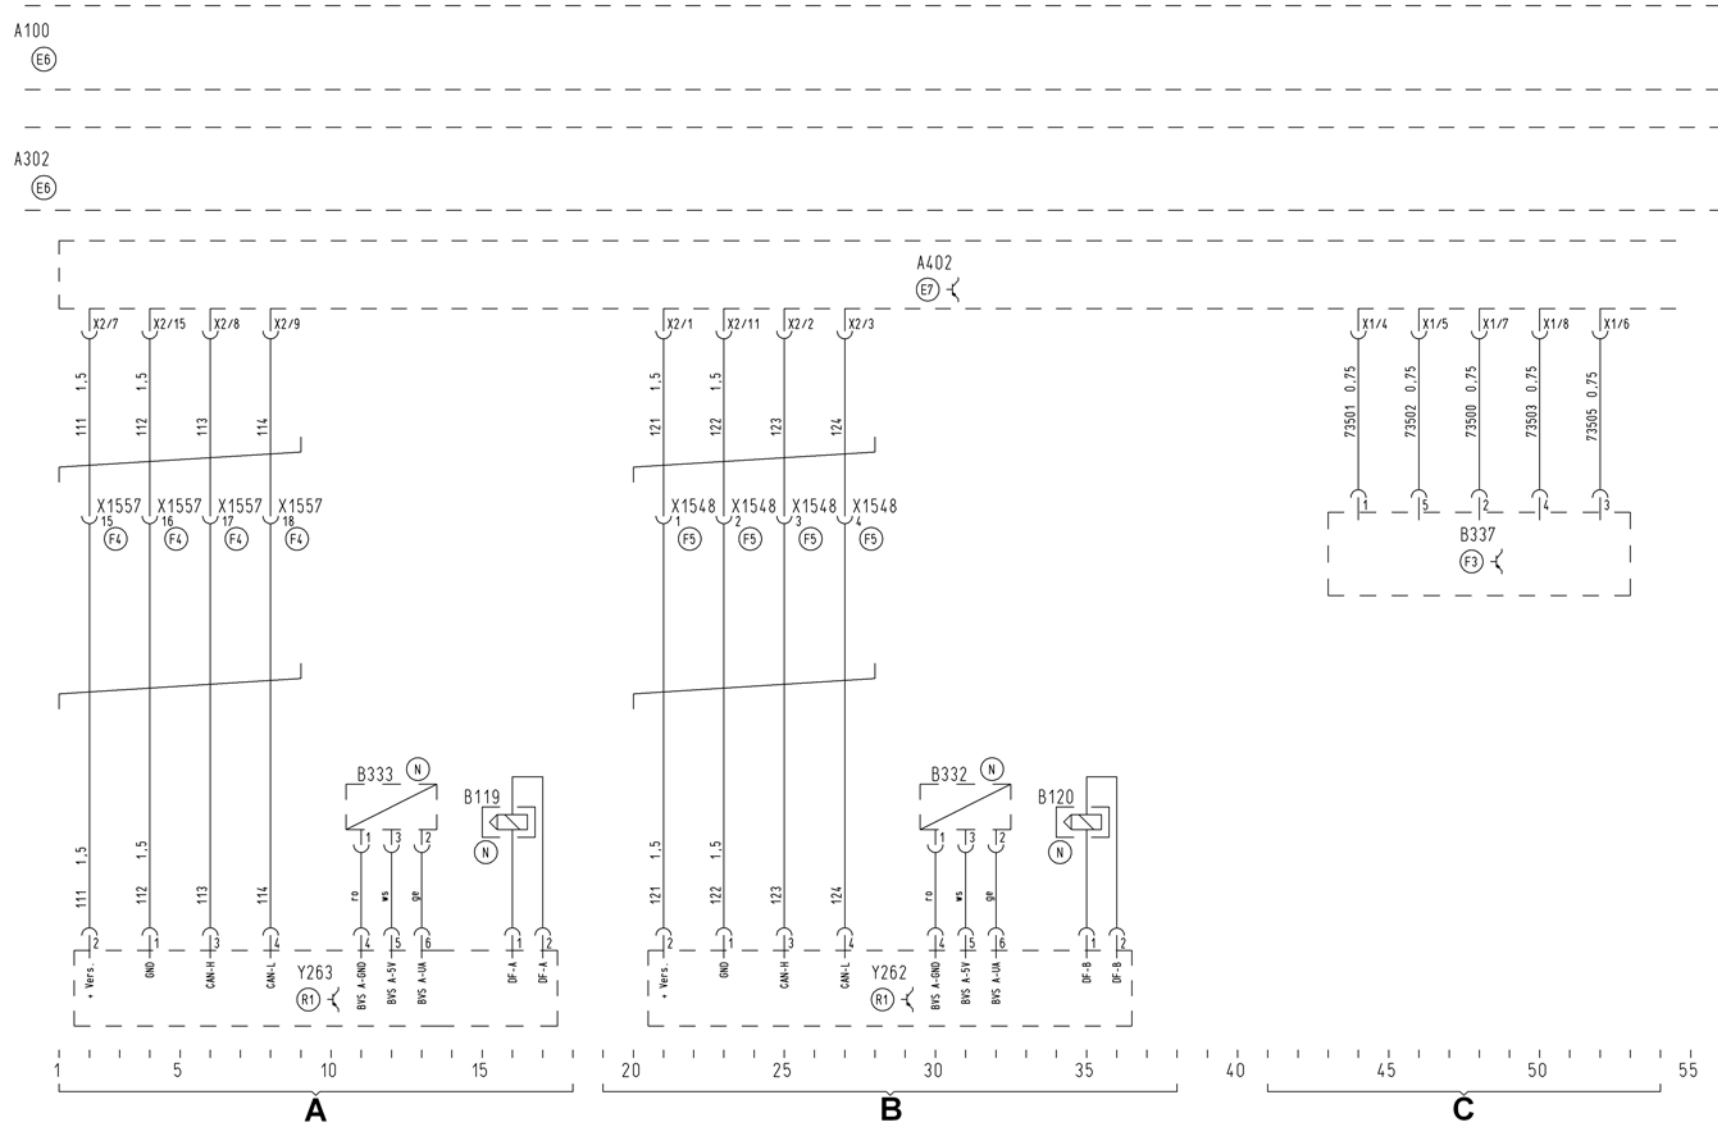 A100
E6
A302
E6
A402
E7
X2/7 X2/15 X2/8 X2/9 X2/1 X2/11 X2/2 X2/3 X1/4 X1/5 X1/7 X1/8 X1/6
1,5 1,5 1,5 1,5 0,75 0,75 0,75 0,75 0,75
111 112 113 114 121 122 123 124 73501 73502 73500 73503 73505
X1557 X1557 X1557 X1557 X1548 X1548 X1548 X1548 1 5 2 4 3
15 16 17 18 1 2 3 4
F4 F4 F4 F4 F5 F5 F5 F5
B337
F3
B333 N B332 N
B119 B120
1 3 2 1 3 2
N N
1,5 1,5 1,5 1,5
111 112 113 114 ro ws ge 121 122 123 124 ro ws ge
2 1 3 4 4 5 6 1 2 2 1 3 4 4 5 6 1 2
+ Vers. GND CAN-H CAN-L Y263 BVS A-GND BVS A-5V BVS A-UA DF-A DF-A + Vers. GND CAN-H CAN-L Y262 BVS A-GND BVS A-5V BVS A-UA DF-B DF-B
R1 R1
1 5 10 15 20 25 30 35 40 45 50 55
A B C